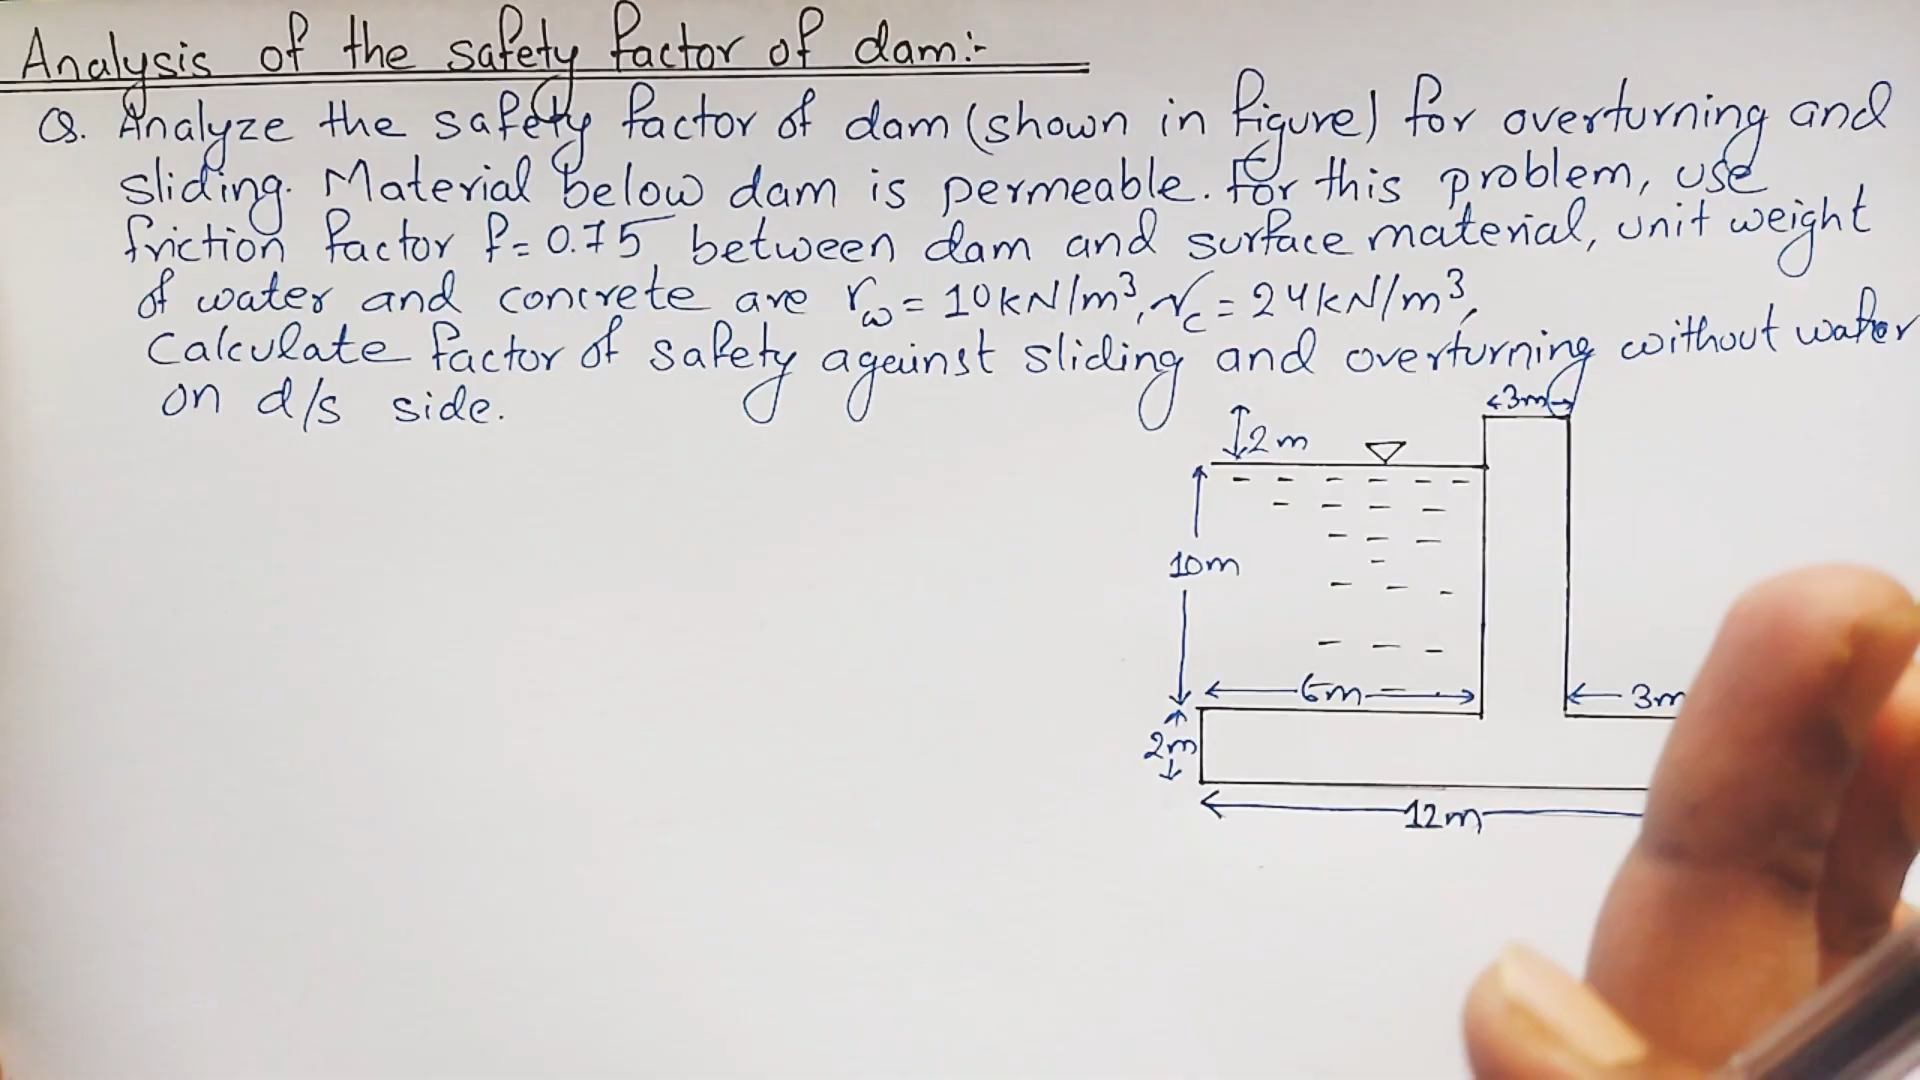 Analysis of the safety factor of dam:-
Q. Analyze the safety factor of dam (shown in figure) for overturning and
sliding. Material below dam is permeable. For this problem, use
friction factor f=0.75 between dam and surface material, unit weight
of water and concrete are rw = 10kN/m³, rc = 24kN/m³,
Calculate factor of safety against sliding and overturning without water
on d/s side.
3m
2m
10m
6m
3m
2m
12m